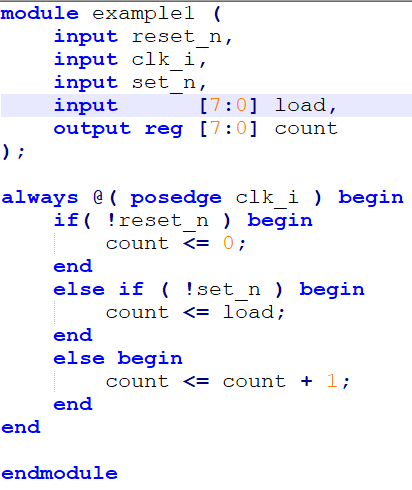 module example1 (
    input reset_n,
    input clk_i,
    input set_n,
    input      [7:0] load,
    output reg [7:0] count
);

always @( posedge clk_i ) begin
    if( !reset_n ) begin
        count <= 0;
    end
    else if ( !set_n ) begin
        count <= load;
    end
    else begin
        count <= count + 1;
    end
end

endmodule